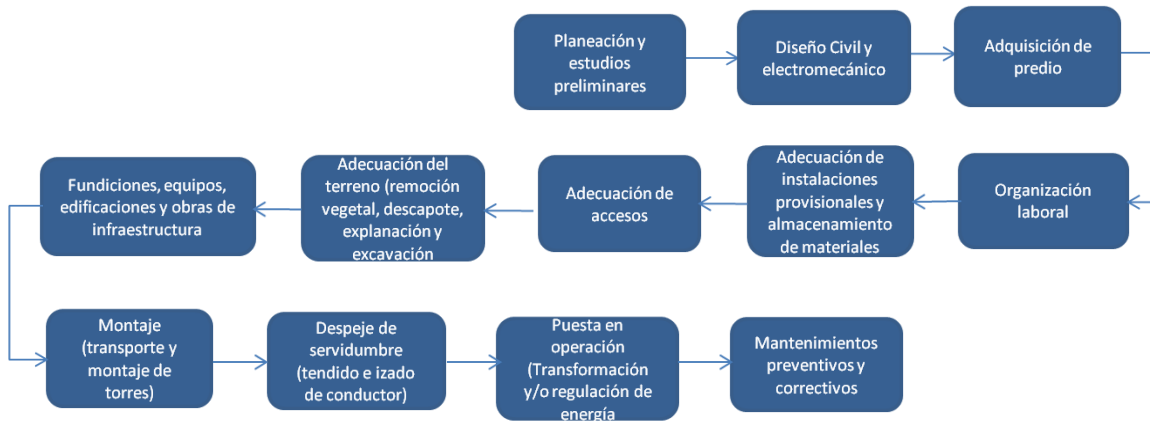 Planeación y
estudios
preliminares
Diseño Civil y
electromecánico
Adquisición de
predio
Organización
laboral
Adecuación de
instalaciones
provisionales y
almacenamiento
de materiales
Adecuación de
accesos
Adecuación del
terreno (remoción
vegetal, descapote,
explanación y
excavación
Fundiciones, equipos,
edificaciones y obras de
infraestructura
Montaje
(transporte y
montaje de
torres)
Despeje de
servidumbre
(tendido e izado
de conductor)
Puesta en
operación
(Transformación
y/o regulación de
energía
Mantenimientos
preventivos y
correctivos